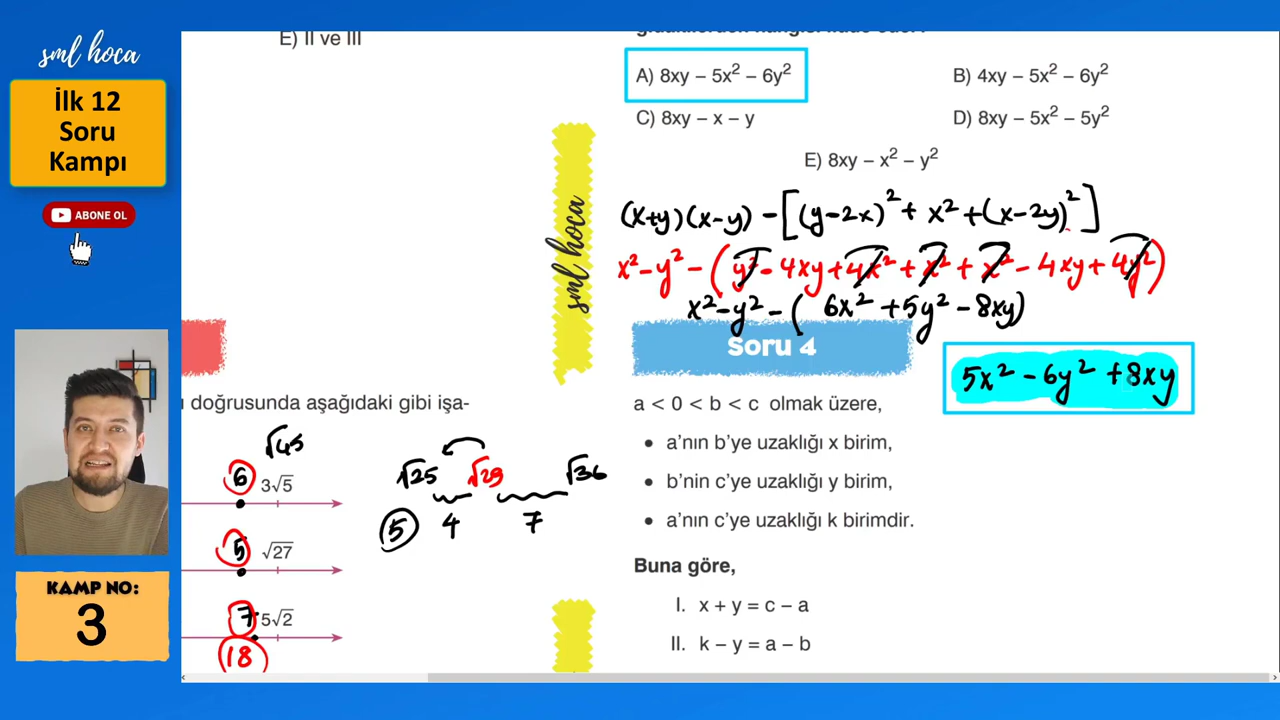 sml hoca
İlk 12
Soru
Kampı
ABONE OL
KAMP NO:
3
E) II ve III
A) 8xy – 5x² – 6y²
B) 4xy – 5x² – 6y²
C) 8xy – x – y
D) 8xy – 5x² – 5y²
E) 8xy – x² – y²
(x+y)(x-y) - [(y-2x)² + x² + (x-2y)²]
x² - y² - (y² - 4xy + 4x² + x² + x² - 4xy + 4y²)
x² - y² - ( 6x² + 5y² - 8xy)
5x² - 6y² + 8xy
sml hoca
doğrusunda aşağıdaki gibi işa-
√45
6
3√5
5
√27
7
5√2
18
√25 √29 √36
5 4 7
Soru 4
a < 0 < b < c olmak üzere,
• a'nın b'ye uzaklığı x birim,
• b'nin c'ye uzaklığı y birim,
• a'nın c'ye uzaklığı k birimdir.
Buna göre,
I. x + y = c – a
II. k – y = a – b